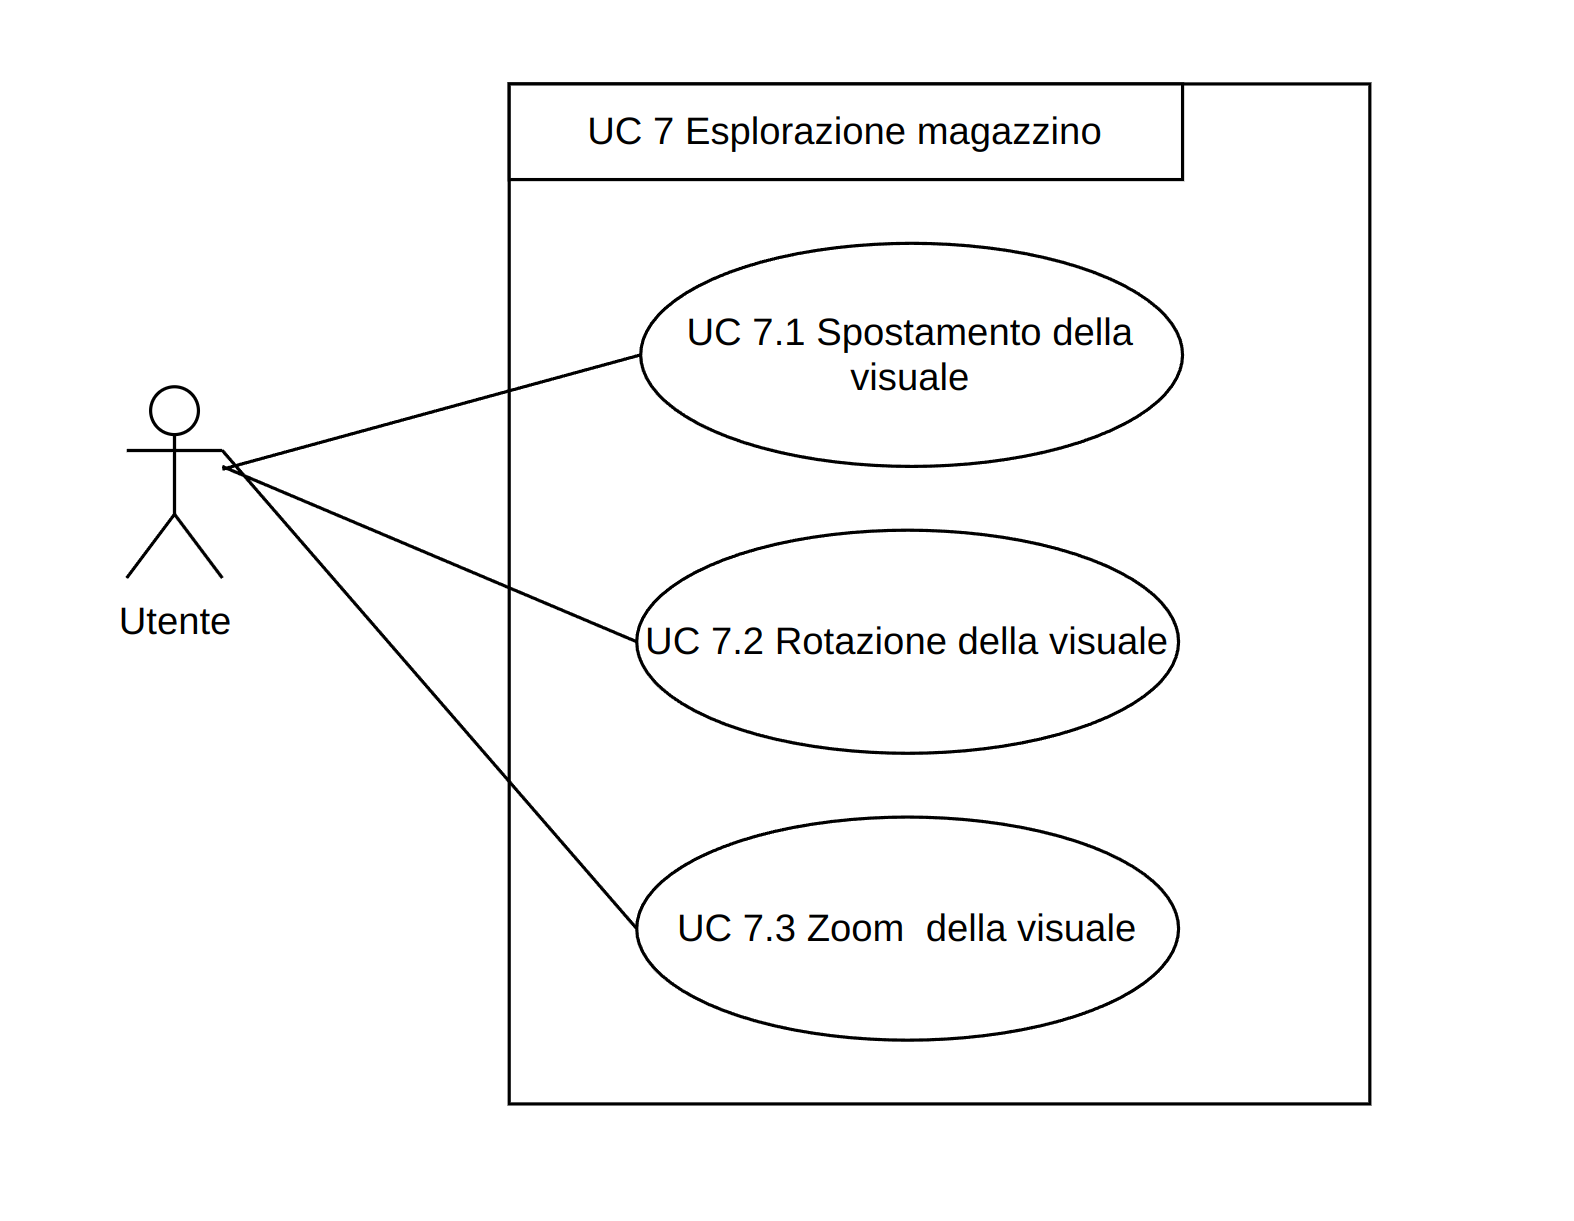 UC 7 Esplorazione magazzino
UC 7.1 Spostamento della
visuale
Utente
UC 7.2 Rotazione della visuale
UC 7.3 Zoom  della visuale